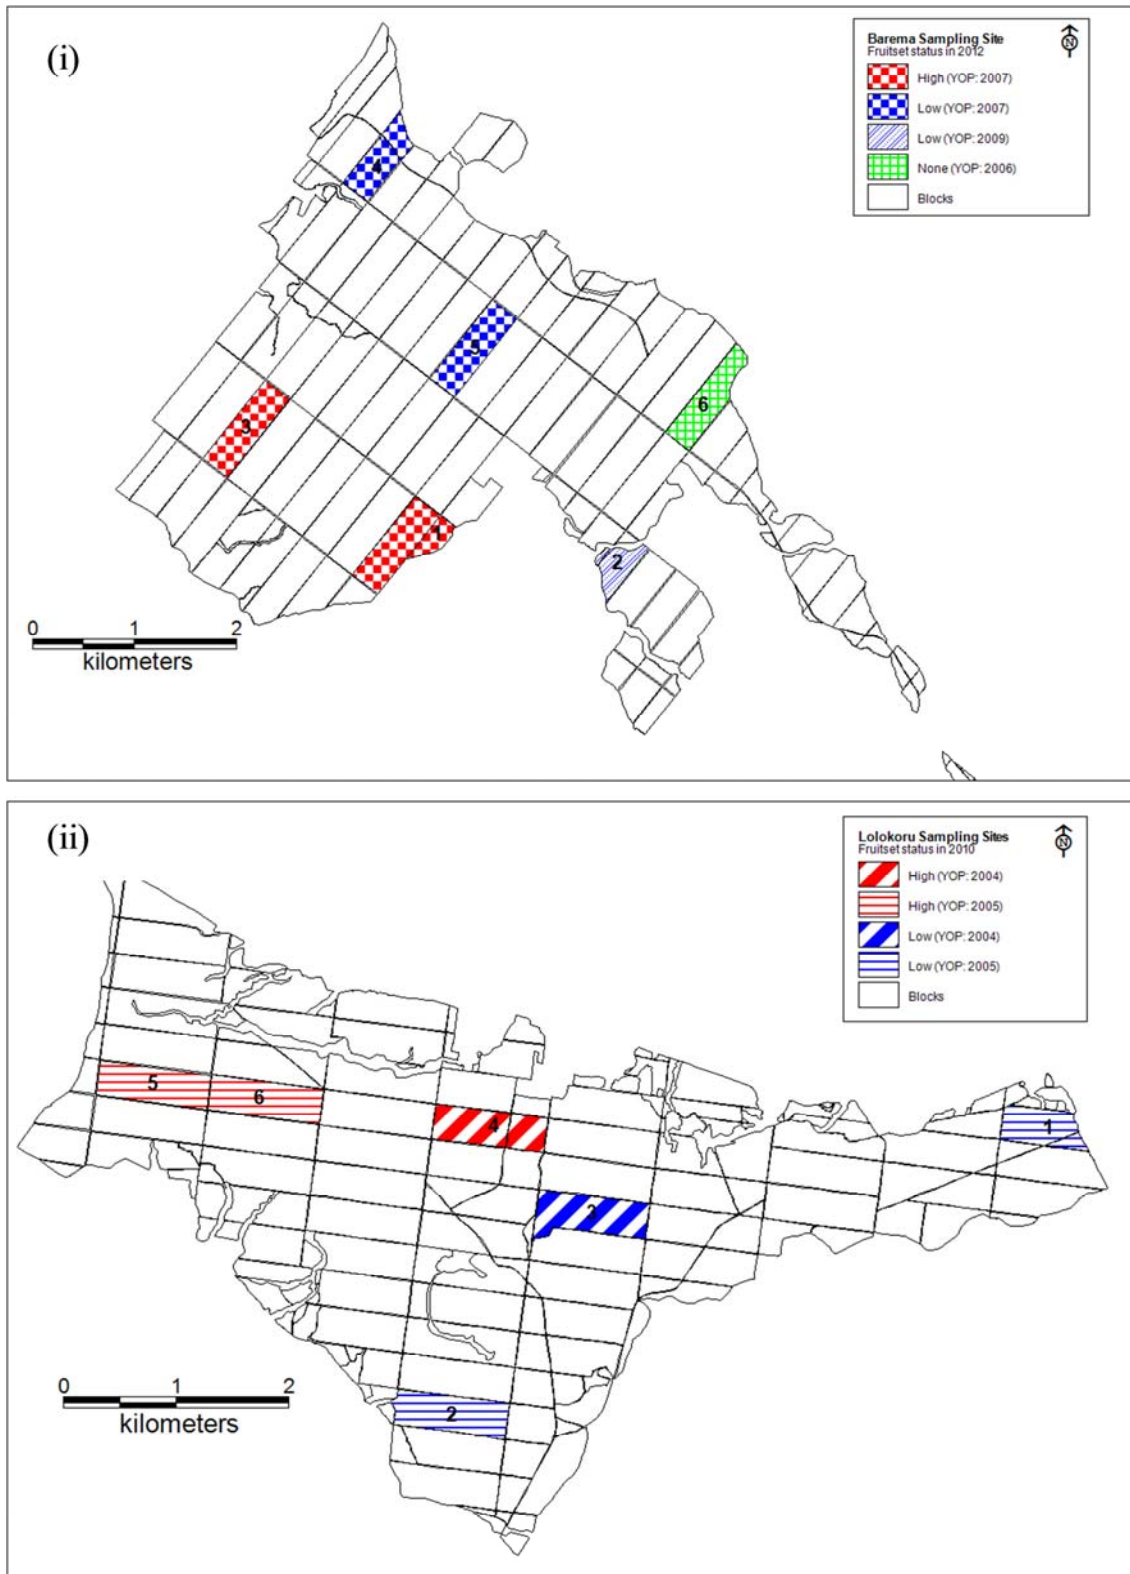 (i)
Barema Sampling Site
Fruitset status in 2012
N
High (YOP: 2007)
Low (YOP: 2007)
Low (YOP: 2009)
None (YOP: 2006)
Blocks
4
5
6
3
1
2
0 1 2
kilometers
(ii)
Lolokoru Sampling Sites
Fruitset status in 2010
N
High (YOP: 2004)
High (YOP: 2005)
Low (YOP: 2004)
Low (YOP: 2005)
Blocks
5
6
4
1
3
2
0 1 2
kilometers